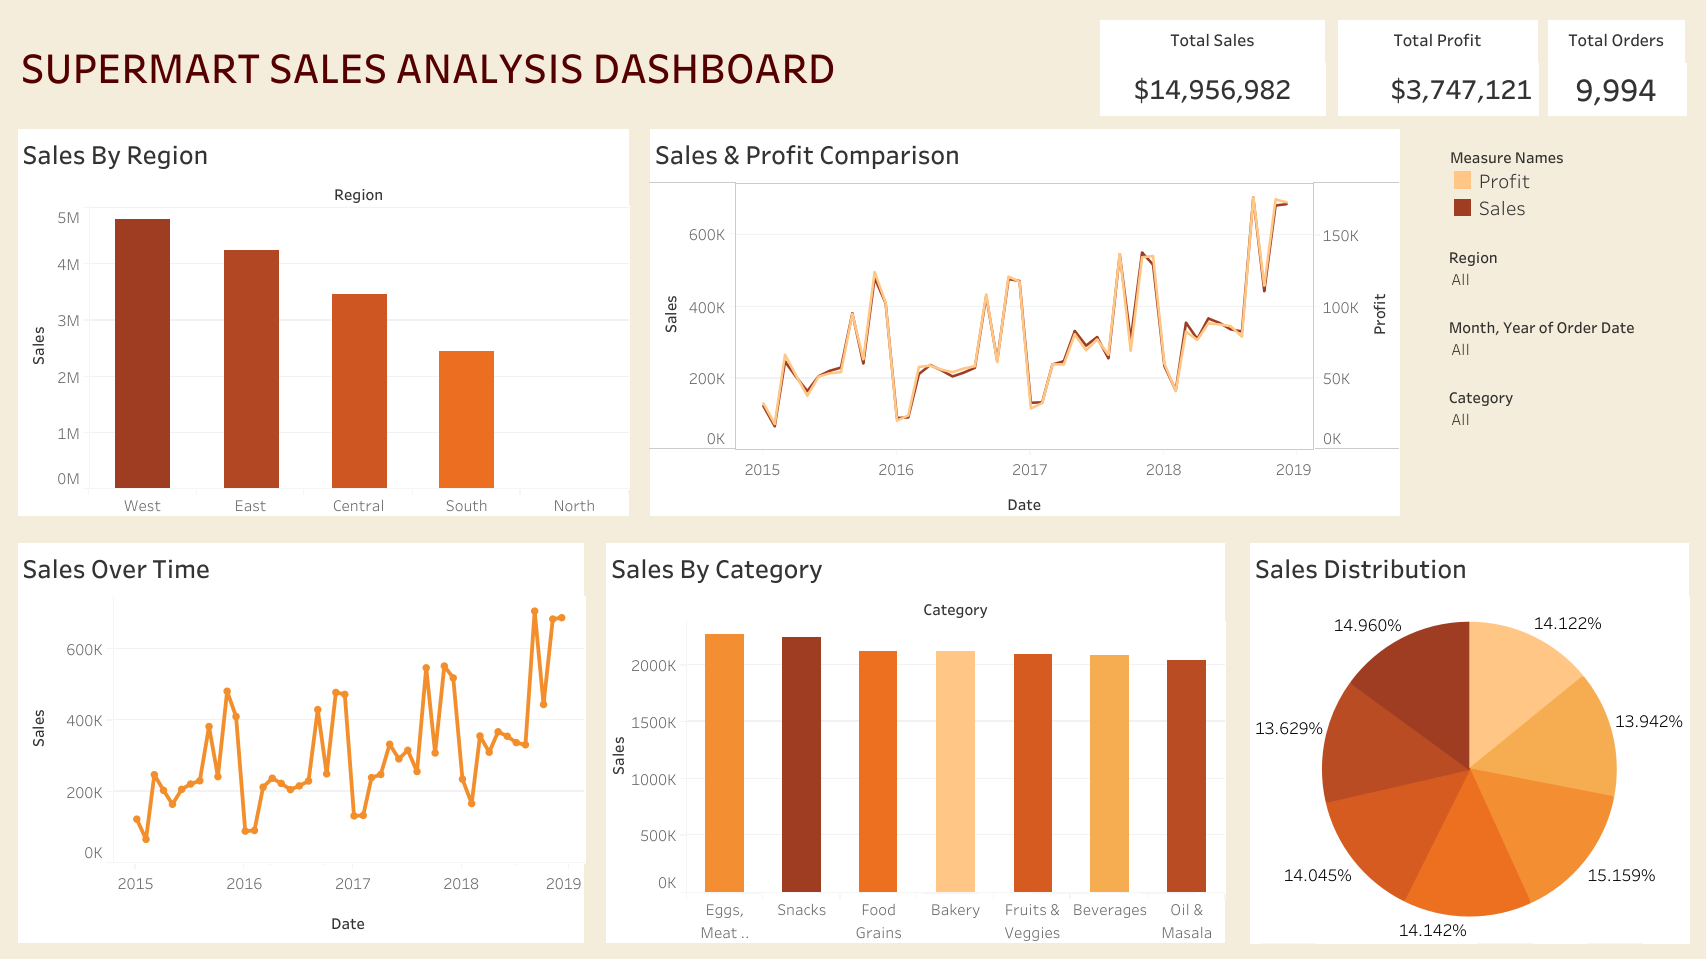 SUPERMART SALES ANALYSIS DASHBOARD
Total Sales
$14,956,982
Total Profit
$3,747,121
Total Orders
9,994
Sales By Region
Region
Sales
5M
4M
3M
2M
1M
0M
West
East
Central
South
North
Sales & Profit Comparison
Sales
600K
400K
200K
0K
150K
100K
50K
0K
Profit
2015
2016
2017
2018
2019
Date
Measure Names
Profit
Sales
Region
All
Month, Year of Order Date
All
Category
All
Sales Over Time
Sales
600K
400K
200K
0K
2015
2016
2017
2018
2019
Date
Sales By Category
Category
Sales
2000K
1500K
1000K
500K
0K
Eggs,
Meat ..
Snacks
Food
Grains
Bakery
Fruits &
Veggies
Beverages
Oil &
Masala
Sales Distribution
14.960%
14.122%
13.629%
13.942%
14.045%
15.159%
14.142%